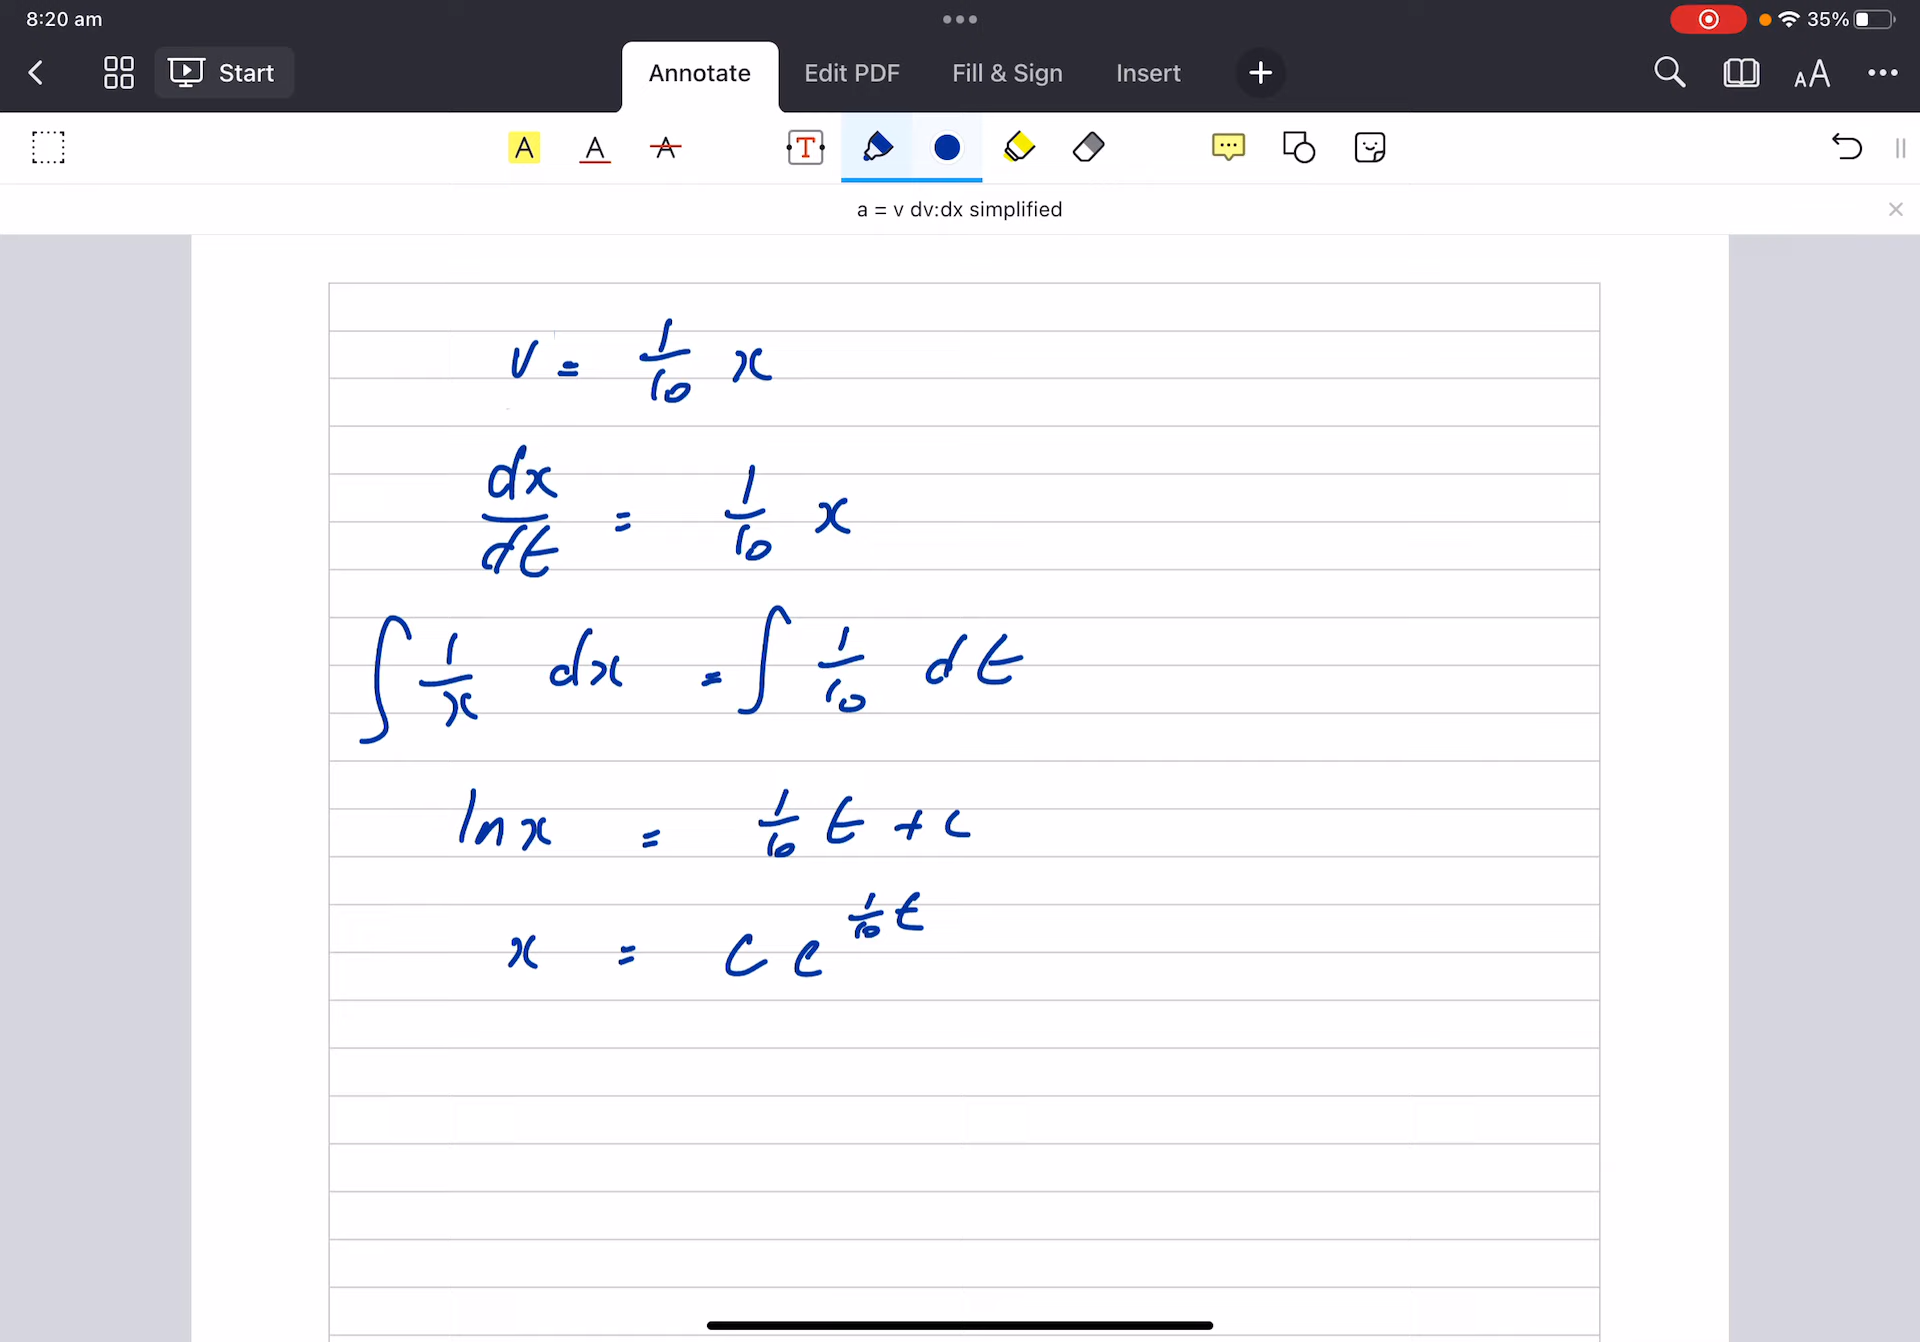 8:20 am
35%
Start
Annotate
Edit PDF
Fill & Sign
Insert
AA
A A A T
a = v dv:dx simplified
v = 1/10 x
dx/dt = 1/10 x
∫ 1/x dx = ∫ 1/10 dt
ln x = 1/10 t + c
x = C e^(1/10 t)